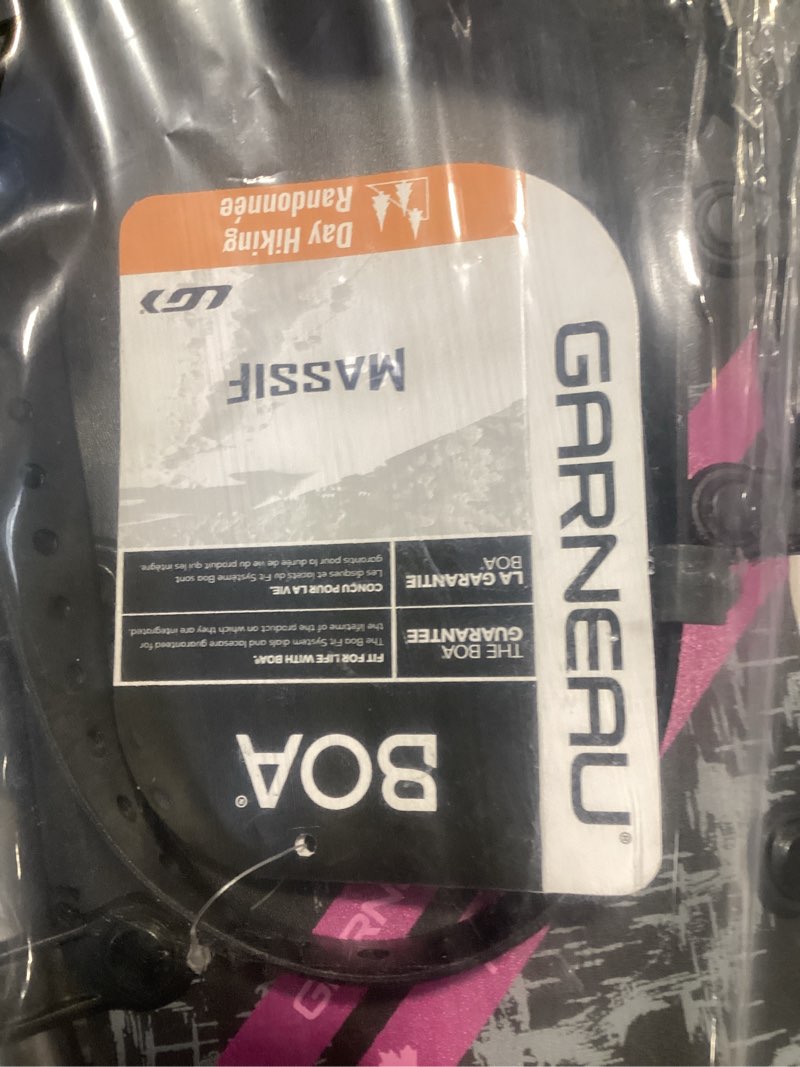 BOA®
THE BOA®
GUARANTEE
FIT FOR LIFE WITH BOA®.
The Boa Fit System dials and lacesare guaranteed for
the lifetime of the product on which they are integrated.
LA GARANTIE
BOA®.
CONÇU POUR LA VIE.
Les disques et lacets du Fit Système Boa sont
garantis pour la durée de vie du produit qui les intègre.
MASSIF
LG
Day Hiking
Randonnée
GARNEAU®
GARN